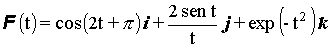 F(t) = cos(2t + π)i + (2 sen t)/t j + exp(-t²)k